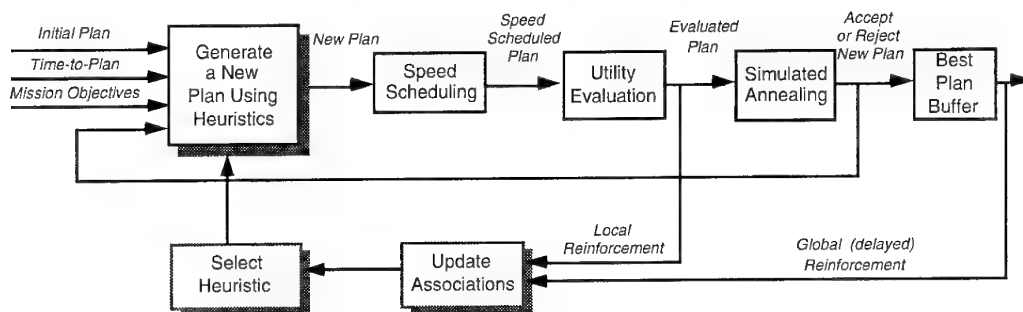 Initial Plan
Time-to-Plan
Mission Objectives
Generate
a New
Plan Using
Heuristics
New Plan
Speed
Scheduling
Speed
Scheduled
Plan
Utility
Evaluation
Evaluated
Plan
Simulated
Annealing
Accept
or Reject
New Plan
Best
Plan
Buffer
Local
Reinforcement
Global (delayed)
Reinforcement
Update
Associations
Select
Heuristic